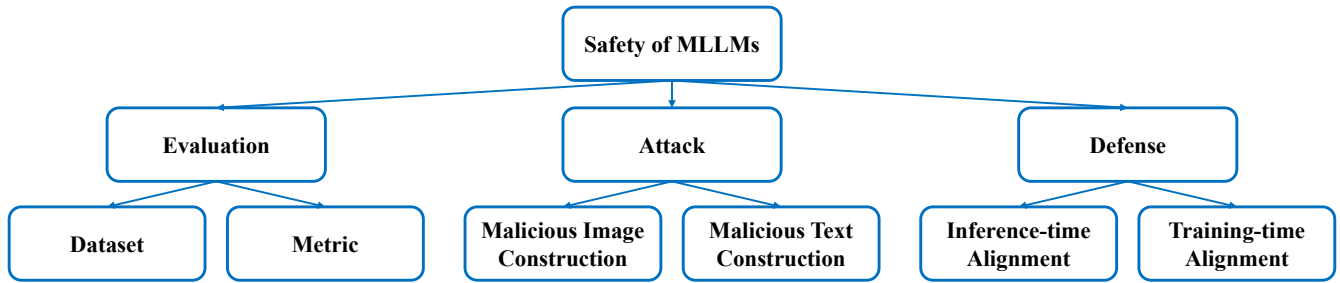 Safety of MLLMs
Evaluation
Attack
Defense
Dataset
Metric
Malicious Image
Construction
Malicious Text
Construction
Inference-time
Alignment
Training-time
Alignment